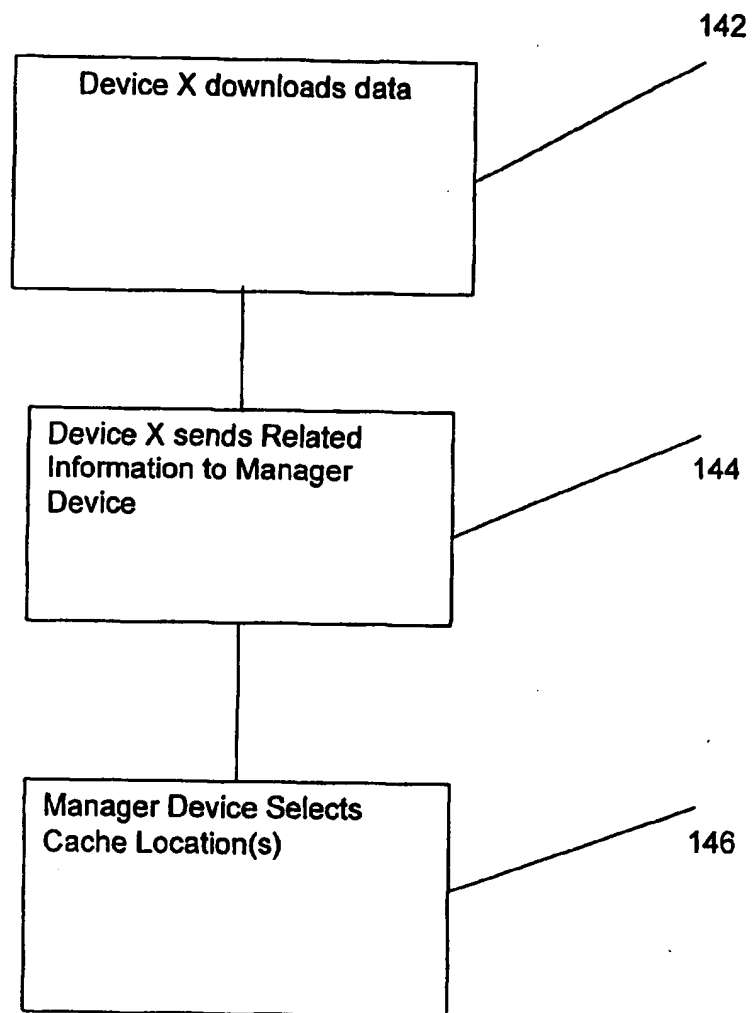 142
Device X downloads data
Device X sends Related
Information to Manager
Device
144
Manager Device Selects
Cache Location(s)
146